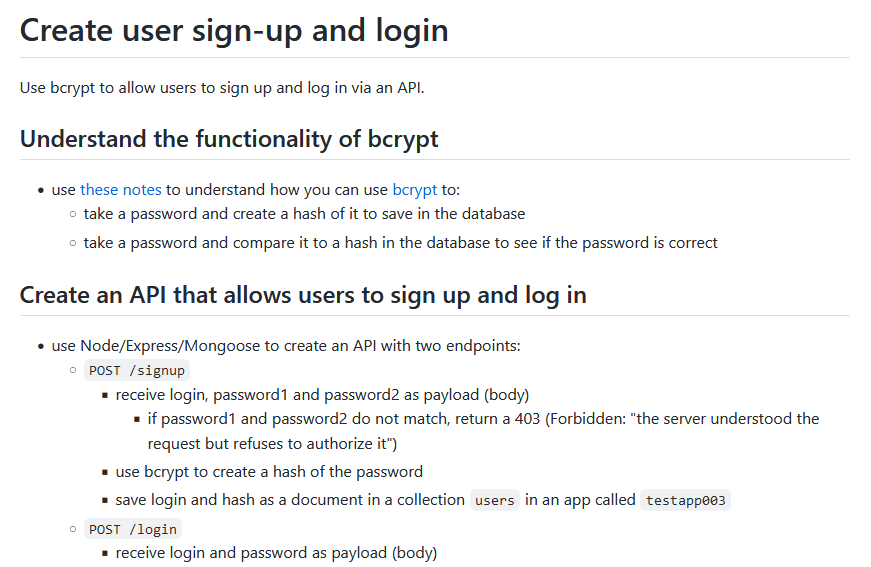 Create user sign-up and login
Use bcrypt to allow users to sign up and log in via an API.
Understand the functionality of bcrypt
use these notes to understand how you can use bcrypt to:
take a password and create a hash of it to save in the database
take a password and compare it to a hash in the database to see if the password is correct
Create an API that allows users to sign up and log in
use Node/Express/Mongoose to create an API with two endpoints:
POST /signup
receive login, password1 and password2 as payload (body)
if password1 and password2 do not match, return a 403 (Forbidden: "the server understood the
request but refuses to authorize it")
use bcrypt to create a hash of the password
save login and hash as a document in a collection users in an app called testapp003
POST /login
receive login and password as payload (body)